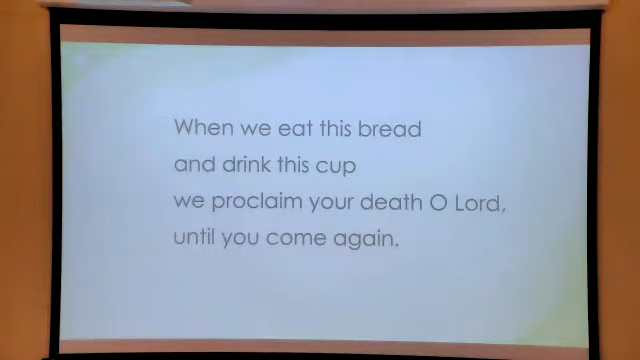 When we eat this bread
and drink this cup
we proclaim your death O Lord,
until you come again.